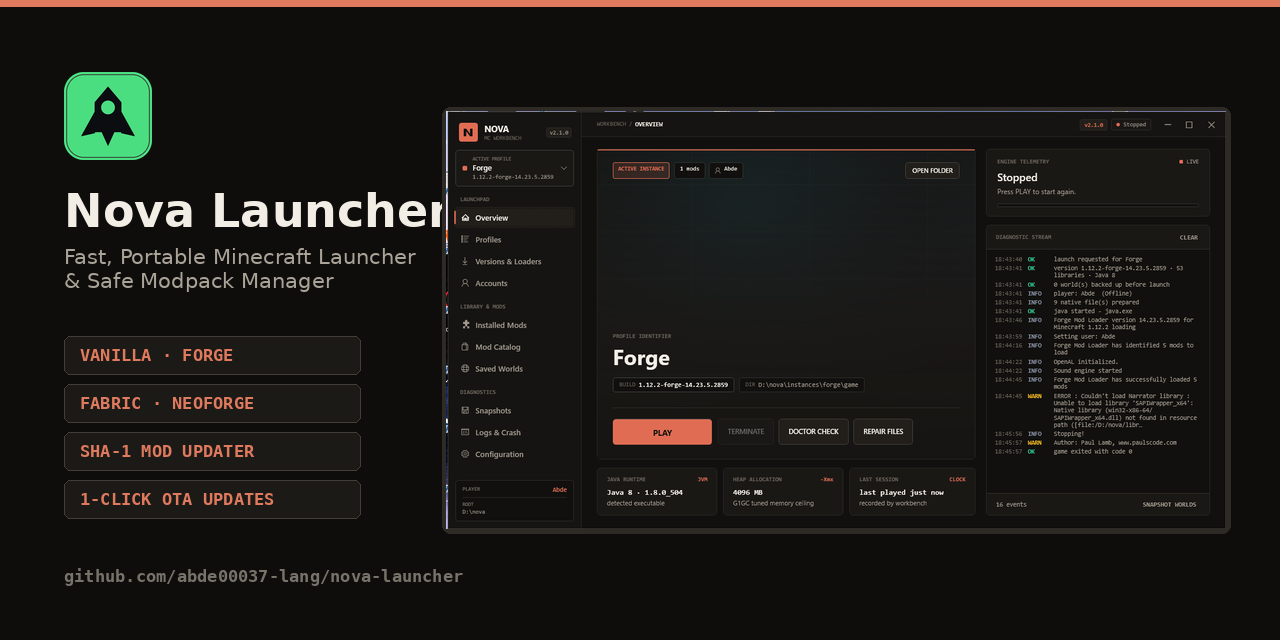 Nova Launcher
Fast, Portable Minecraft Launcher
& Safe Modpack Manager
VANILLA · FORGE
FABRIC · NEOFORGE
SHA-1 MOD UPDATER
1-CLICK OTA UPDATES
github.com/abde00037-lang/nova-launcher
N
NOVA
MC WORKBENCH
v2.1.0
ACTIVE PROFILE
Forge
1.12.2-forge-14.23.5.2859
LAUNCHPAD
Overview
Profiles
Versions & Loaders
Accounts
LIBRARY & MODS
Installed Mods
Mod Catalog
Saved Worlds
DIAGNOSTICS
Snapshots
Logs & Crash
Configuration
PLAYER Abde
ROOT
D:\nova
WORKBENCH / OVERVIEW
v2.1.0
Stopped
ACTIVE INSTANCE
1 mods
Abde
OPEN FOLDER
PROFILE IDENTIFIER
Forge
BUILD 1.12.2-forge-14.23.5.2859
DIR D:\nova\instances\forge\game
PLAY
TERMINATE
DOCTOR CHECK
REPAIR FILES
JAVA RUNTIME JVM
Java 8 · 1.8.0_504
detected executable
HEAP ALLOCATION -Xmx
4096 MB
G1GC tuned memory ceiling
LAST SESSION CLOCK
last played just now
recorded by workbench
ENGINE TELEMETRY LIVE
Stopped
Press PLAY to start again.
DIAGNOSTIC STREAM CLEAR
18:43:40 OK launch requested for Forge
18:43:41 OK version 1.12.2-forge-14.23.5.2859 · 53
libraries · Java 8
18:43:41 OK 0 world(s) backed up before launch
18:43:41 INFO player: Abde (Offline)
18:43:41 INFO 9 native file(s) prepared
18:43:41 OK java started · java.exe
18:43:46 INFO Forge Mod Loader version 14.23.5.2859 for
Minecraft 1.12.2 loading
18:43:59 INFO Setting user: Abde
18:44:16 INFO Forge Mod Loader has identified 5 mods to
load
18:44:22 INFO OpenAL initialized.
18:44:22 INFO Sound engine started
18:44:45 INFO Forge Mod Loader has successfully loaded 5
mods
18:44:45 WARN ERROR : Couldn't load Narrator library :
Unable to load library 'SAPIWrapper_x64':
Native library (win32-x86-64/
SAPIWrapper_x64.dll) not found in resource
path ([file:/D:/nova/libr…
18:45:56 INFO Stopping!
18:45:57 WARN Author: Paul Lamb, www.paulscode.com
18:45:57 OK game exited with code 0
16 events
SNAPSHOT WORLDS